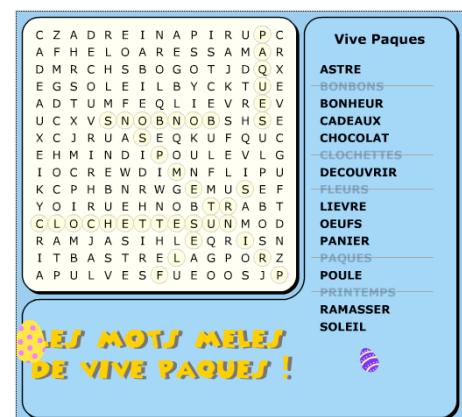 C Z A D R E I N A P I R U P C
A F H E L O A R E S S A M A R
D M R C H S B O G O T J D Q X
E G S O L E I L B Y C K T U E
A D T U M F E Q L I E V R E V
U C X V S N O B N O B S H S E
X C J R U A S E Q K U F Q U C
E H M I N D I P O U L E V L G
I O C R E W D I M N F L I P U
K C P H B N R W G E M U S E F
Y O I R U E H N O B T R A B T
C L O C H E T T E S U N M O D
R A M J A S I H L E Q R I S N
I T B A S T R E L A G P O R Z
A P U L V E S F U E O O S J P
Vive Paques
ASTRE
BONBONS
BONHEUR
CADEAUX
CHOCOLAT
CLOCHETTES
DECOUVRIR
FLEURS
LIEVRE
OEUFS
PANIER
PAQUES
POULE
PRINTEMPS
RAMASSER
SOLEIL
LES MOTS MELES
DE VIVE PAQUES !